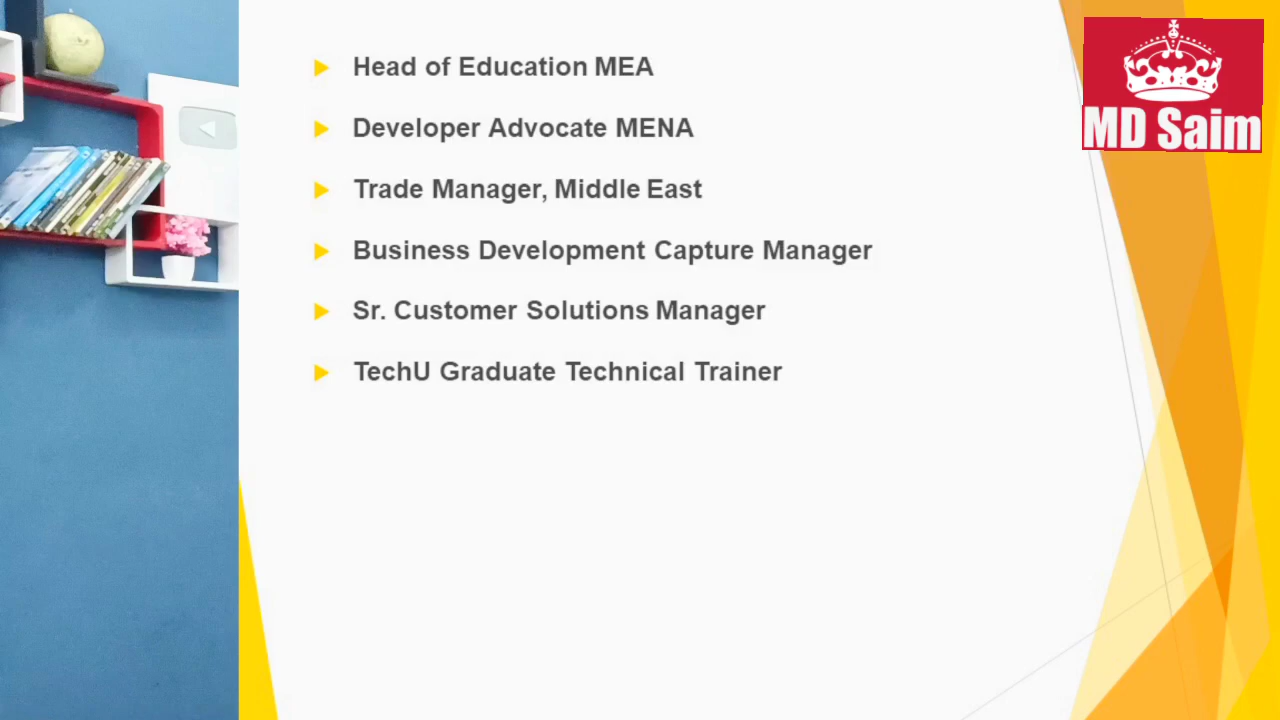 Head of Education MEA
Developer Advocate MENA
Trade Manager, Middle East
Business Development Capture Manager
Sr. Customer Solutions Manager
TechU Graduate Technical Trainer
MD Saim